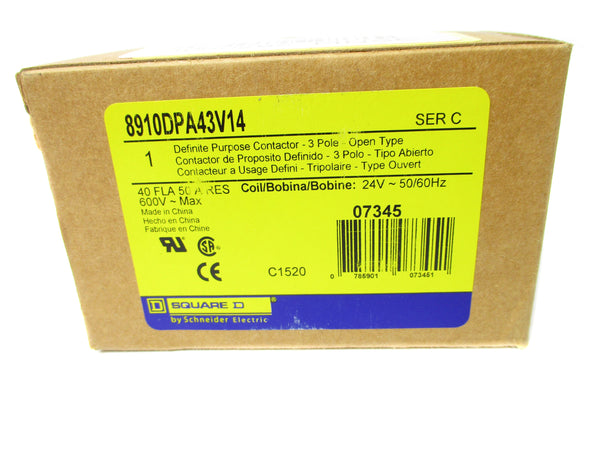 8910DPA43V14 SER C
1
Definite Purpose Contactor - 3 Pole - Open Type
Contactor de Proposito Definido - 3 Polo - Tipo Abierto
Contacteur a Usage Defini - Tripolaire - Type Ouvert
40 FLA 50 A RES Coil/Bobina/Bobine: 24V ~ 50/60Hz
600V ~ Max
Made in China
Hecho en China
Fabrique en Chine
07345
C1520
0 785901 073451
SQUARE D
by Schneider Electric